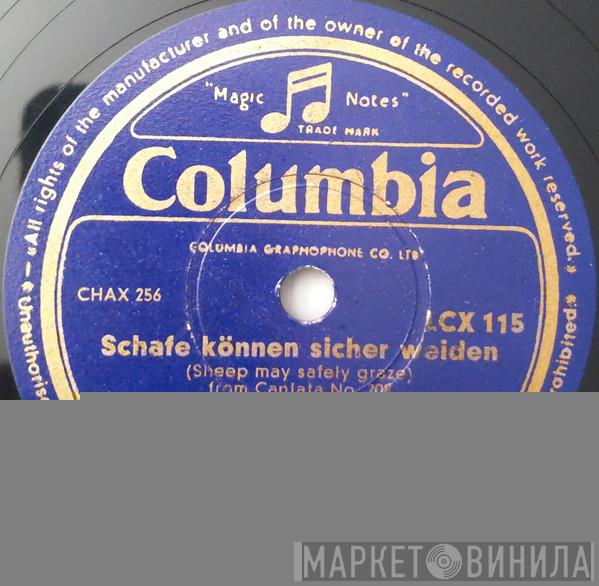 "All rights of the manufacturer and of the owner of the recorded work reserved."
"Magic Notes"
TRADE MARK
Columbia
COLUMBIA GRAPHOPHONE CO. LTD
CHAX 256
LCX 115
Schafe können sicher weiden
(Sheep may safely graze)
from Cantata No. 208
МАРКЕТ ВИНИЛА